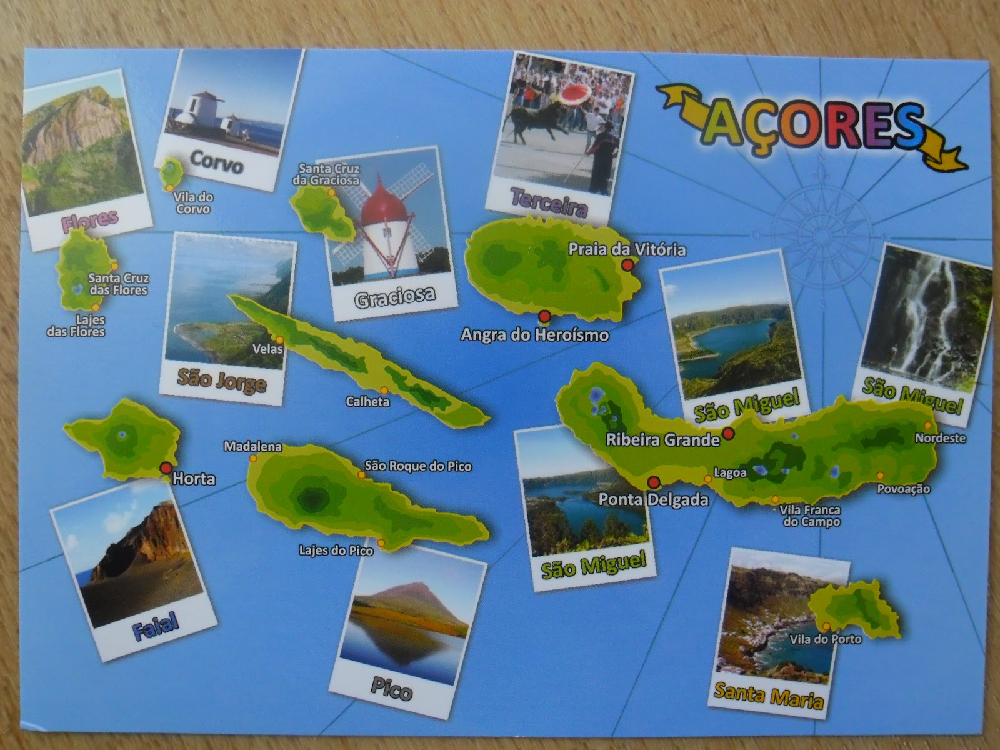 AÇORES
Flores
Corvo
Vila do
Corvo
Santa Cruz
da Graciosa
Graciosa
Terceira
Praia da Vitória
Angra do Heroísmo
Santa Cruz
das Flores
Lajes
das Flores
São Jorge
Velas
Calheta
São Miguel
São Miguel
Ribeira Grande
Nordeste
Lagoa
Povoação
Ponta Delgada
Vila Franca
do Campo
São Miguel
Madalena
São Roque do Pico
Horta
Lajes do Pico
Faial
Pico
Vila do Porto
Santa Maria